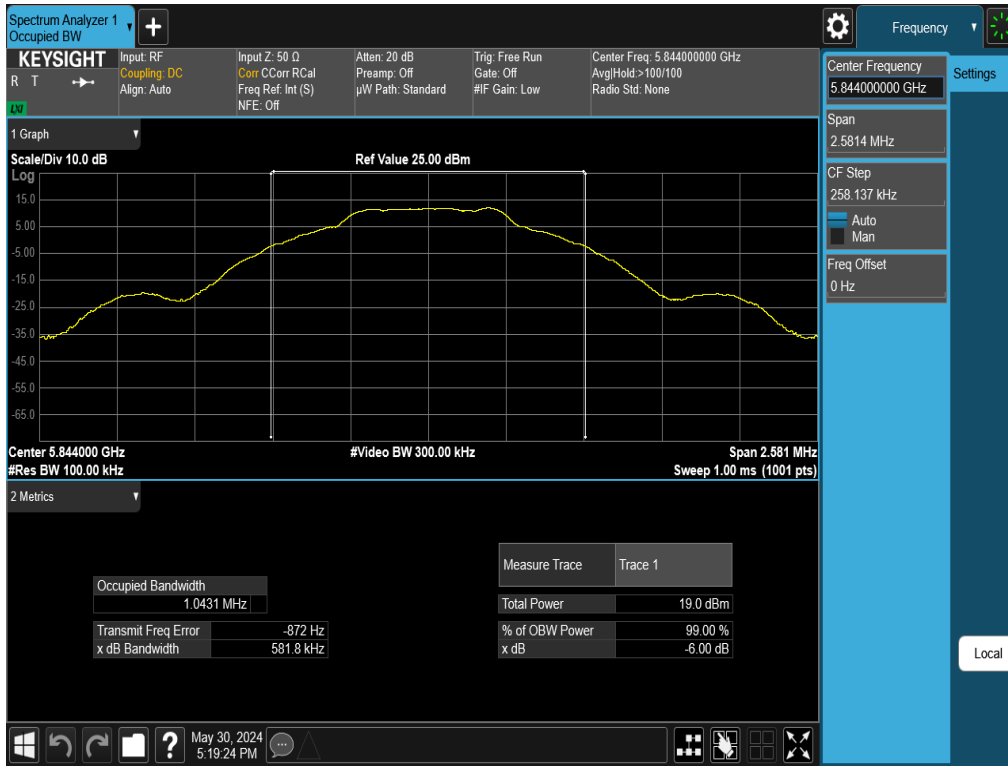 Spectrum Analyzer 1
Occupied BW
Frequency
KEYSIGHT
R T
LXI
Input: RF
Coupling: DC
Align: Auto
Input Z: 50 Ω
Corr CCorr RCal
Freq Ref: Int (S)
NFE: Off
Atten: 20 dB
Preamp: Off
µW Path: Standard
Trig: Free Run
Gate: Off
#IF Gain: Low
Center Freq: 5.844000000 GHz
Avg|Hold:>100/100
Radio Std: None
Center Frequency
5.844000000 GHz
Settings
Span
2.5814 MHz
CF Step
258.137 kHz
Auto
Man
Freq Offset
0 Hz
Local
1 Graph
Scale/Div 10.0 dB
Ref Value 25.00 dBm
Log
15.0
5.00
-5.00
-15.0
-25.0
-35.0
-45.0
-55.0
-65.0
Center 5.844000 GHz
#Video BW 300.00 kHz
Span 2.581 MHz
#Res BW 100.00 kHz
Sweep 1.00 ms (1001 pts)
2 Metrics
Measure Trace Trace 1
Occupied Bandwidth
1.0431 MHz
Total Power 19.0 dBm
Transmit Freq Error -872 Hz
% of OBW Power 99.00 %
x dB Bandwidth 581.8 kHz
x dB -6.00 dB
May 30, 2024
5:19:24 PM